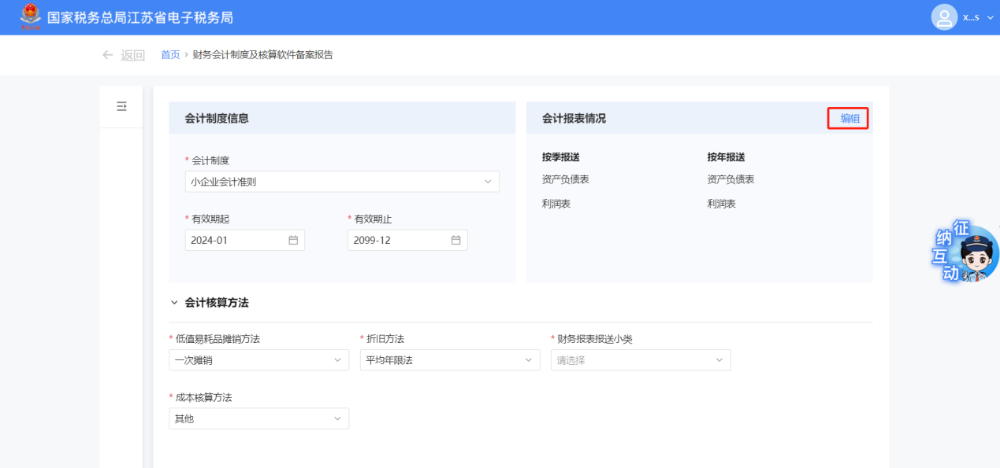 国家税务总局江苏省电子税务局
x...s
返回 首页 › 财务会计制度及核算软件备案报告
会计制度信息
* 会计制度
小企业会计准则
* 有效期起 * 有效期止
2024-01 2099-12
会计报表情况 编辑
按季报送 按年报送
资产负债表 资产负债表
利润表 利润表
征纳互动
会计核算方法
* 低值易耗品摊销方法 * 折旧方法 * 财务报表报送小类
一次摊销 平均年限法 请选择
* 成本核算方法
其他